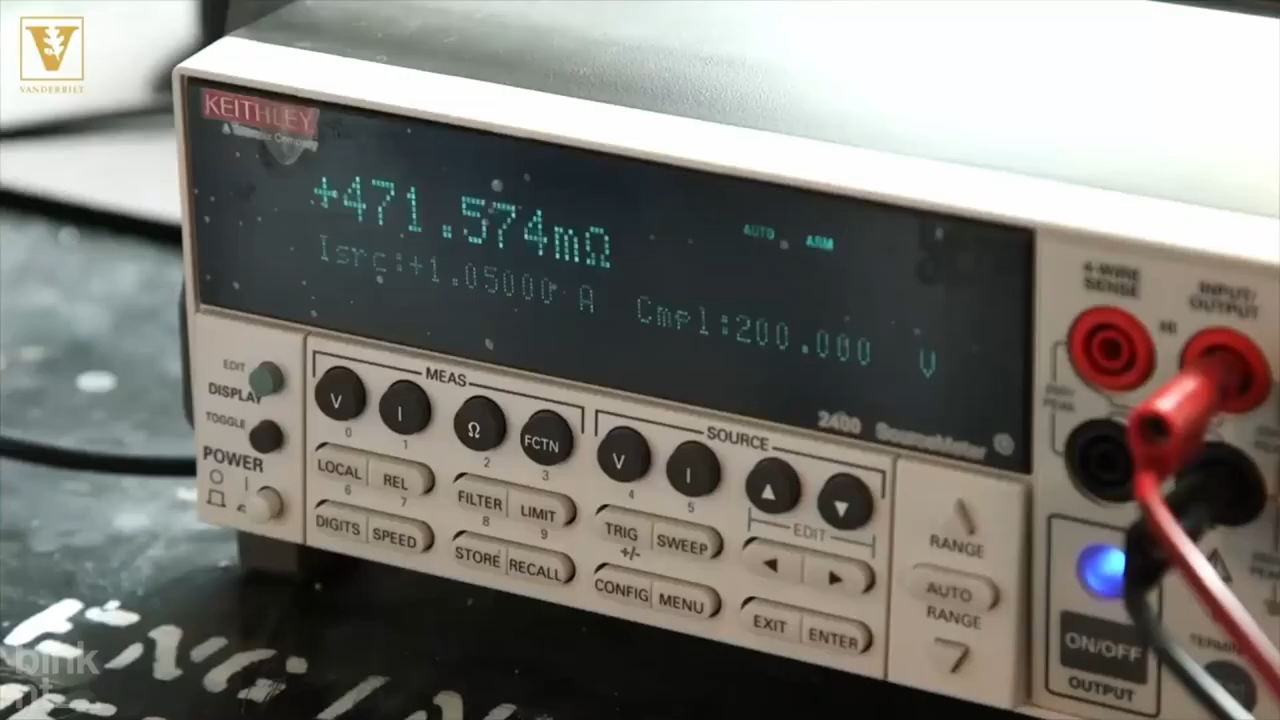 VANDERBILT
KEITHLEY
+471.574mΩ
AUTO ARM
Isrc:+1.05000 A Cmpl:200.000 V
2400 SourceMeter
4-WIRE
SENSE
INPUT/
OUTPUT
HI
EDIT
DISPLAY
TOGGLE
POWER
MEAS
V
I
Ω
FCTN
0
1
2
3
SOURCE
V
I
4
5
EDIT
LOCAL REL
FILTER LIMIT
TRIG SWEEP
6
7
8
9
+/-
DIGITS SPEED
STORE RECALL
CONFIG MENU
EXIT ENTER
RANGE
AUTO
RANGE
ON/OFF
OUTPUT